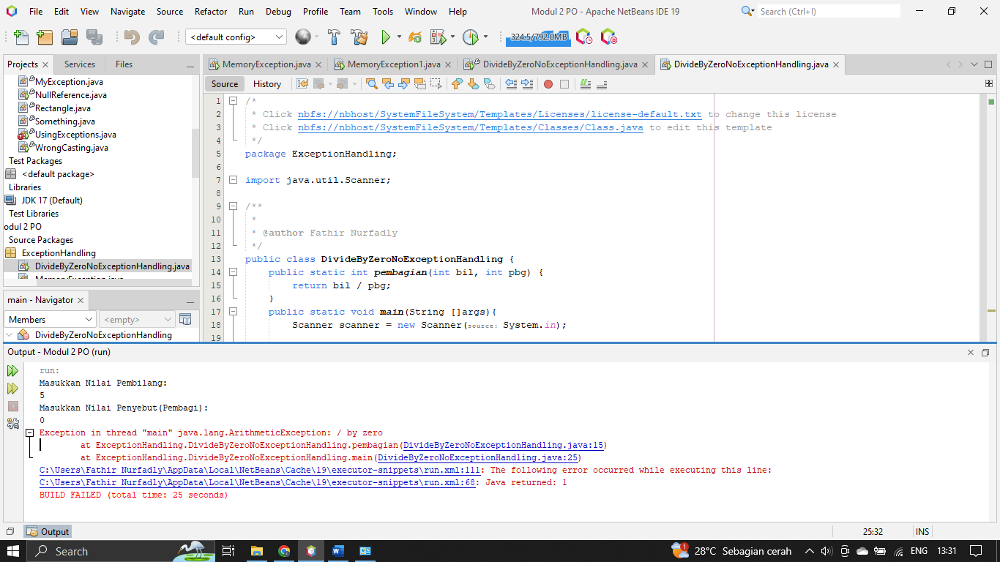 File Edit View Navigate Source Refactor Run Debug Profile Team Tools Window Help
Modul 2 PO - Apache NetBeans IDE 19
Search (Ctrl+I)
<default config>
324.5/792.0MB
Projects Services Files
MemoryException.java MemoryException1.java DivideByZeroNoExceptionHandling.java DivideByZeroNoExceptionHandling.java
Source History
MyException.java
NullReference.java
Rectangle.java
Something.java
UsingExceptions.java
WrongCasting.java
Test Packages
<default package>
Libraries
JDK 17 (Default)
Test Libraries
odul 2 PO
Source Packages
ExceptionHandling
DivideByZeroNoExceptionHandling.java
MemoryException.java
main - Navigator
Members <empty>
DivideByZeroNoExceptionHandling
1 /*
2 * Click nbfs://nbhost/SystemFileSystem/Templates/Licenses/license-default.txt to change this license
3 * Click nbfs://nbhost/SystemFileSystem/Templates/Classes/Class.java to edit this template
4 */
5 package ExceptionHandling;
6
7 import java.util.Scanner;
8
9 /**
10 *
11 * @author Fathir Nurfadly
12 */
13 public class DivideByZeroNoExceptionHandling {
14 public static int pembagian(int bil, int pbg) {
15 return bil / pbg;
16 }
17 public static void main(String []args){
18 Scanner scanner = new Scanner(source: System.in);
19
Output - Modul 2 PO (run)
run:
Masukkan Nilai Pembilang:
5
Masukkan Nilai Penyebut(Pembagi):
0
Exception in thread "main" java.lang.ArithmeticException: / by zero
at ExceptionHandling.DivideByZeroNoExceptionHandling.pembagian(DivideByZeroNoExceptionHandling.java:15)
at ExceptionHandling.DivideByZeroNoExceptionHandling.main(DivideByZeroNoExceptionHandling.java:25)
C:\Users\Fathir Nurfadly\AppData\Local\NetBeans\Cache\19\executor-snippets\run.xml:111: The following error occurred while executing this line:
C:\Users\Fathir Nurfadly\AppData\Local\NetBeans\Cache\19\executor-snippets\run.xml:68: Java returned: 1
BUILD FAILED (total time: 25 seconds)
Output
25:32 INS
Search
1
28°C Sebagian cerah
ENG 13:31